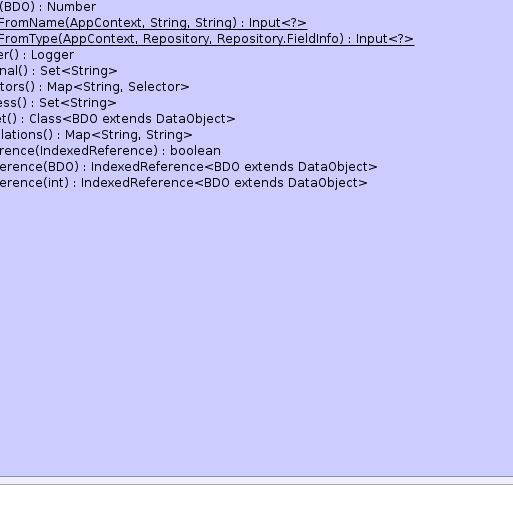 (BDO) : Number
FromName(AppContext, String, String) : Input<?>
FromType(AppContext, Repository, Repository.FieldInfo) : Input<?>
er() : Logger
nal() : Set<String>
tors() : Map<String, Selector>
ess() : Set<String>
et() : Class<BDO extends DataObject>
lations() : Map<String, String>
rence(IndexedReference) : boolean
erence(BDO) : IndexedReference<BDO extends DataObject>
erence(int) : IndexedReference<BDO extends DataObject>